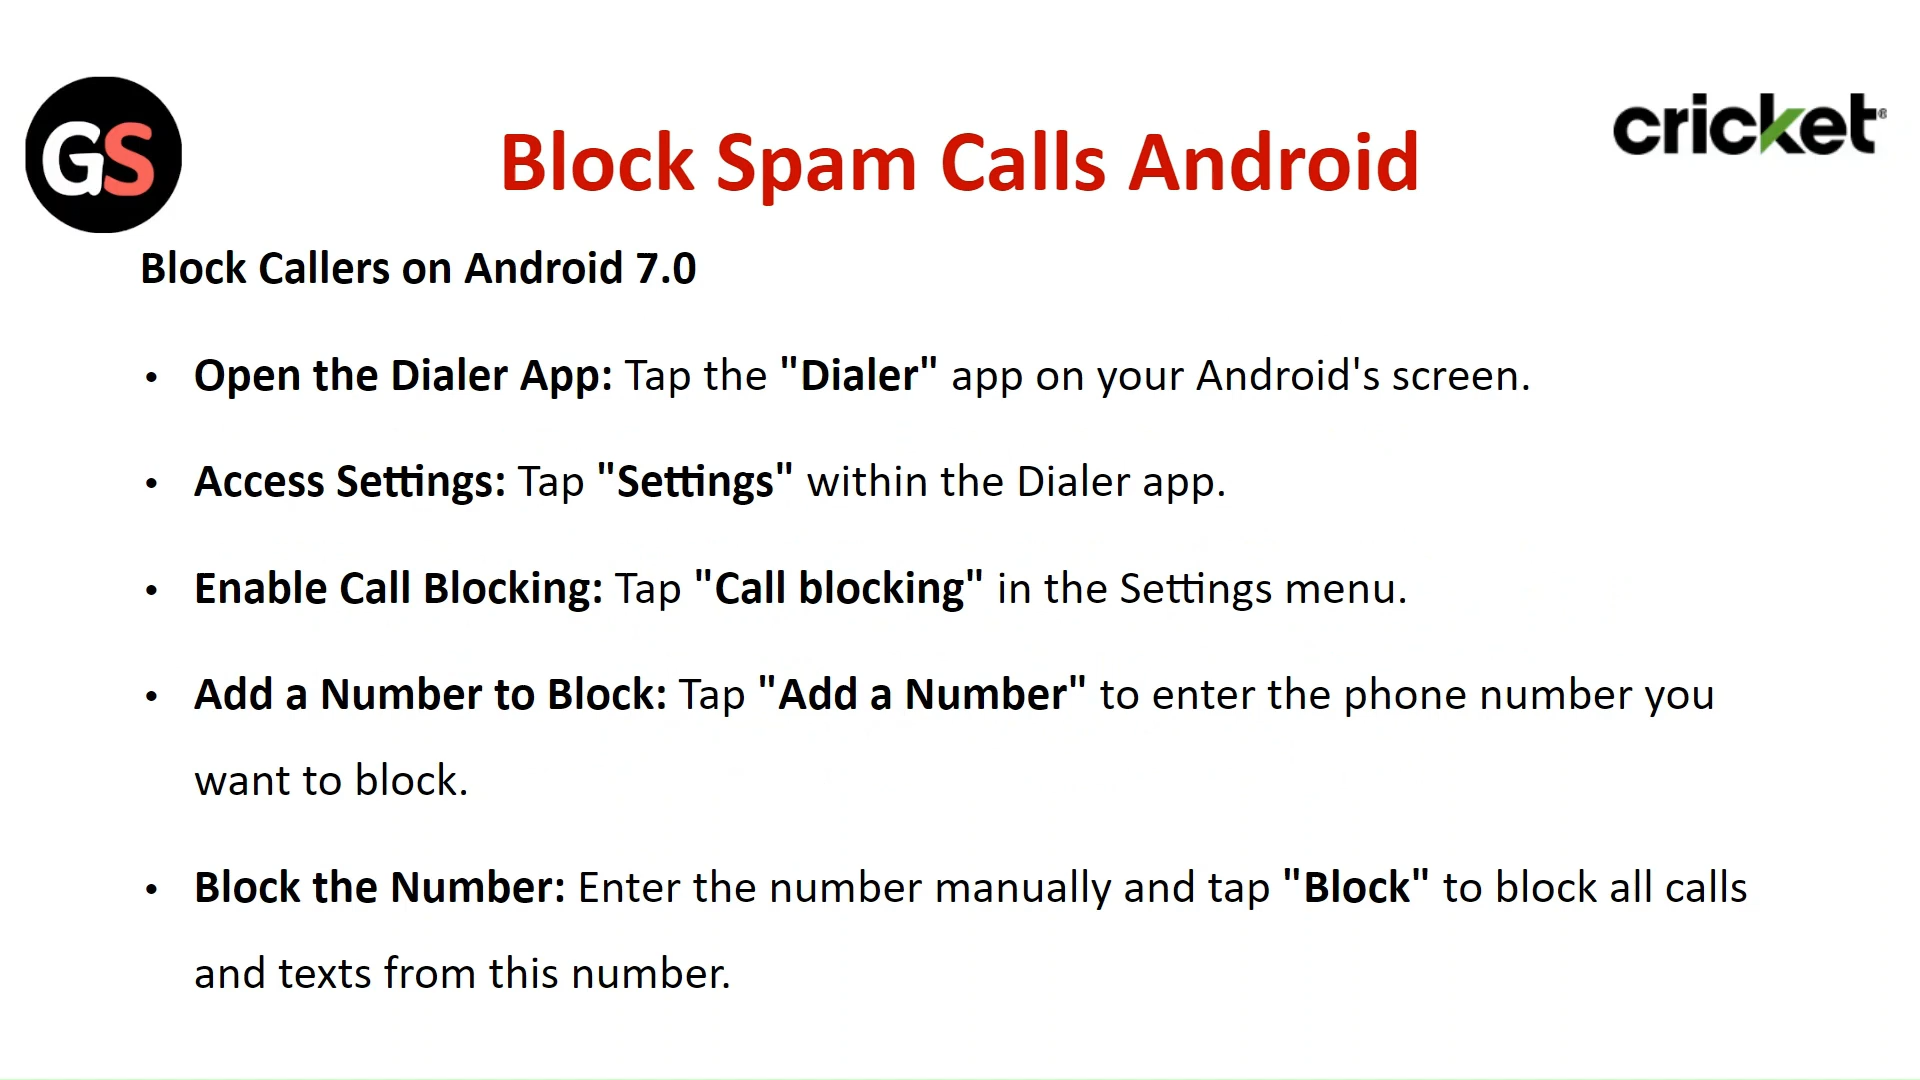 GS
cricket®
Block Spam Calls Android
Block Callers on Android 7.0
• Open the Dialer App: Tap the "Dialer" app on your Android's screen.
• Access Settings: Tap "Settings" within the Dialer app.
• Enable Call Blocking: Tap "Call blocking" in the Settings menu.
• Add a Number to Block: Tap "Add a Number" to enter the phone number you
want to block.
• Block the Number: Enter the number manually and tap "Block" to block all calls
and texts from this number.